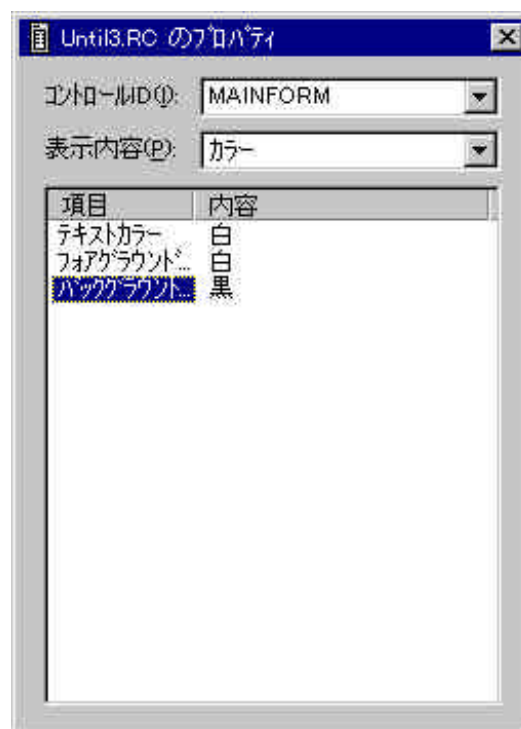 Until3.RC のﾌﾟﾛﾊﾟﾃｨ
ｺﾝﾄﾛｰﾙID(I): MAINFORM
表示内容(P): ｶﾗｰ
項目 内容
ﾃｷｽﾄｶﾗｰ 白
ﾌｫｱｸﾞﾗｳﾝﾄﾞ... 白
ﾊﾞｯｸｸﾞﾗｳﾝﾄ... 黒